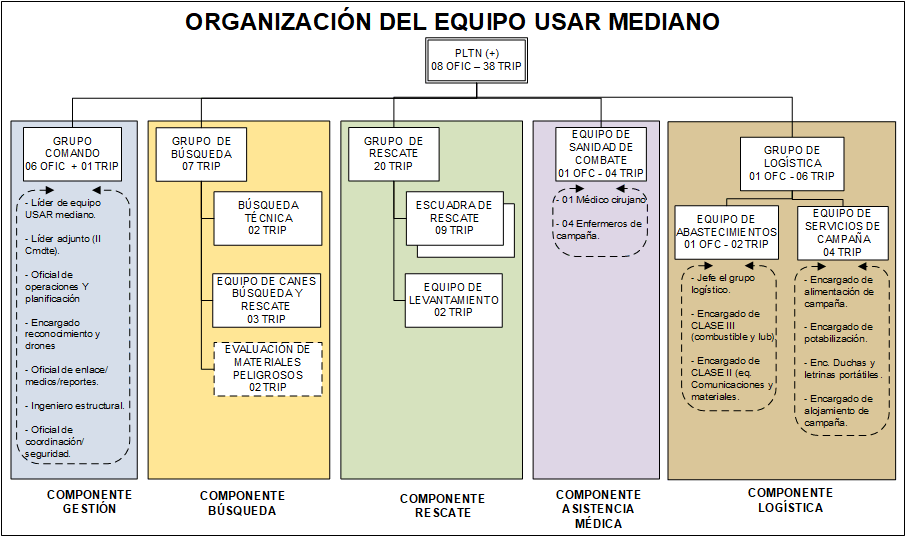 ORGANIZACIÓN DEL EQUIPO USAR MEDIANO
PLTN (+)
08 OFIC – 38 TRIP
GRUPO
COMANDO
06 OFIC + 01 TRIP
- Líder de equipo
USAR mediano.
- Líder adjunto (II
Cmdte).
- Oficial de
operaciones Y
planificación
- Encargado
reconocimiento y
drones
- Oficial de enlace/
medios/reportes.
- Ingeniero estructural.
- Oficial de
coordinación/
seguridad.
COMPONENTE
GESTIÓN
GRUPO DE
BÚSQUEDA
07 TRIP
BÚSQUEDA
TÉCNICA
02 TRIP
EQUIPO DE CANES
BÚSQUEDA Y
RESCATE
03 TRIP
EVALUACIÓN DE
MATERIALES
PELIGROSOS
02 TRIP
COMPONENTE
BÚSQUEDA
GRUPO DE
RESCATE
20 TRIP
ESCUADRA DE
RESCATE
09 TRIP
EQUIPO DE
LEVANTAMIENTO
02 TRIP
COMPONENTE
RESCATE
EQUIPO DE
SANIDAD DE
COMBATE
01 OFC - 04 TRIP
- 01 Médico cirujano
- 04 Enfermeros de
campaña.
COMPONENTE
ASISTENCIA
MÉDICA
GRUPO DE
LOGÍSTICA
01 OFC - 06 TRIP
EQUIPO DE
ABASTECIMIENTOS
01 OFC - 02 TRIP
- Jefe el grupo
logístico.
- Encargado de
CLASE III
(combustible y lub)
- Encargado de
CLASE II (eq.
Comunicaciones y
materiales.
EQUIPO DE
SERVICIOS DE
CAMPAÑA
04 TRIP
- Encargado de
alimentación de
campaña.
- Encargado de
potabilización.
- Enc. Duchas y
letrinas portátiles.
- Encargado de
alojamiento de
campaña.
COMPONENTE
LOGÍSTICA